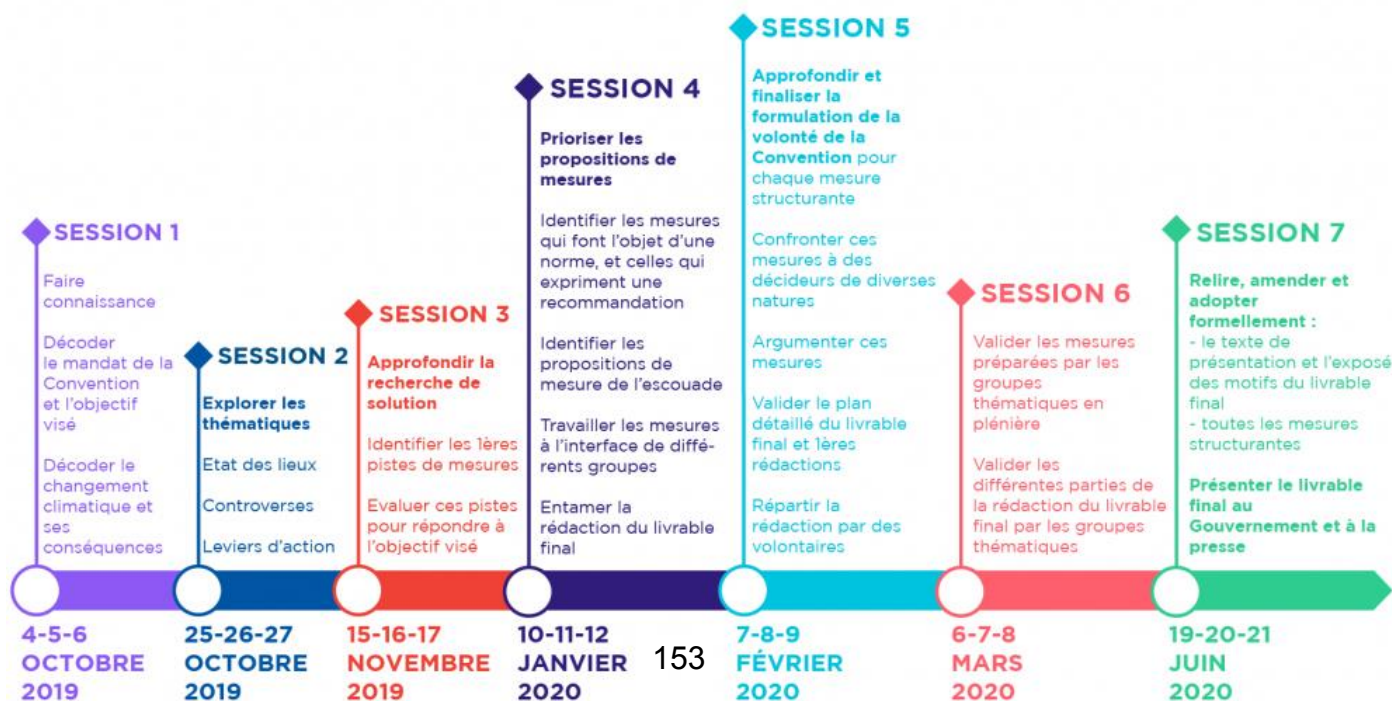 SESSION 1
Faire
connaissance
Décoder
le mandat de la
Convention
et l'objectif
visé
Décoder le
changement
climatique et
ses
conséquences
4-5-6
OCTOBRE
2019
SESSION 2
Explorer les
thématiques
Etat des lieux
Controverses
Leviers d'action
25-26-27
OCTOBRE
2019
SESSION 3
Approfondir la
recherche de
solution
Identifier les 1ères
pistes de mesures
Evaluer ces pistes
pour répondre à
l'objectif visé
15-16-17
NOVEMBRE
2019
SESSION 4
Prioriser les
propositions de
mesures
Identifier les mesures
qui font l'objet d'une
norme, et celles qui
expriment une
recommandation
Identifier les
propositions de
mesure de l'escouade
Travailler les mesures
à l'interface de diffé-
rents groupes
Entamer la
rédaction du livrable
final
10-11-12
JANVIER
2020
153
SESSION 5
Approfondir et
finaliser la
formulation de la
volonté de la
Convention pour
chaque mesure
structurante
Confronter ces
mesures à des
décideurs de diverses
natures
Argumenter ces
mesures
Valider le plan
détaillé du livrable
final et 1ères
rédactions
Répartir la
rédaction par des
volontaires
7-8-9
FÉVRIER
2020
SESSION 6
Valider les mesures
préparées par les
groupes
thématiques en
plénière
Valider les
différentes parties de
la rédaction du livrable
final par les groupes
thématiques
6-7-8
MARS
2020
SESSION 7
Relire, amender et
adopter
formellement :
- le texte de
présentation et l'exposé
des motifs du livrable
final
- toutes les mesures
structurantes
Présenter le livrable
final au
Gouvernement et à la
presse
19-20-21
JUIN
2020